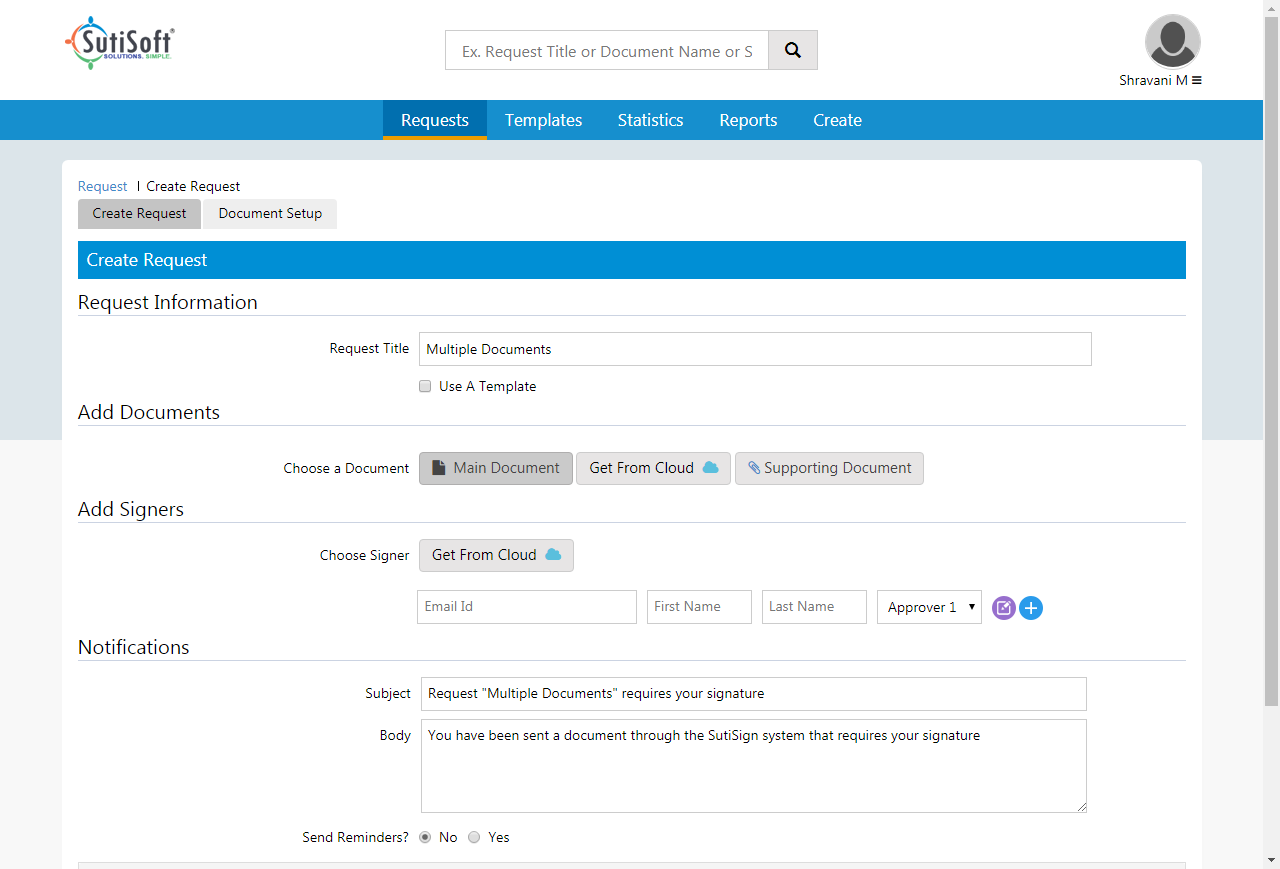 SutiSoft®
SOLUTIONS. SIMPLE.
Ex. Request Title or Document Name or S
Shravani M
Requests Templates Statistics Reports Create
Request | Create Request
Create Request Document Setup
Create Request
Request Information
Request Title Multiple Documents
Use A Template
Add Documents
Choose a Document Main Document Get From Cloud Supporting Document
Add Signers
Choose Signer Get From Cloud
Email Id First Name Last Name Approver 1
Notifications
Subject Request "Multiple Documents" requires your signature
Body You have been sent a document through the SutiSign system that requires your signature
Send Reminders? No Yes